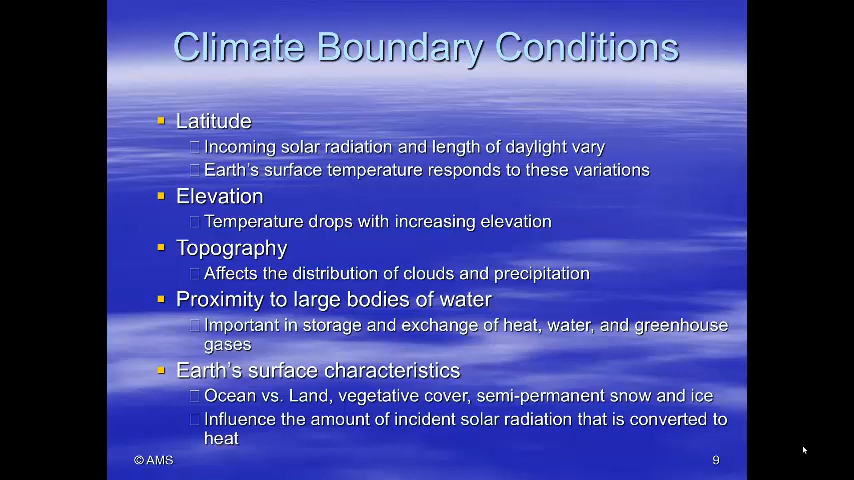 Climate Boundary Conditions
Latitude
Incoming solar radiation and length of daylight vary
Earth's surface temperature responds to these variations
Elevation
Temperature drops with increasing elevation
Topography
Affects the distribution of clouds and precipitation
Proximity to large bodies of water
Important in storage and exchange of heat, water, and greenhouse
gases
Earth's surface characteristics
Ocean vs. Land, vegetative cover, semi-permanent snow and ice
Influence the amount of incident solar radiation that is converted to
heat
© AMS
9